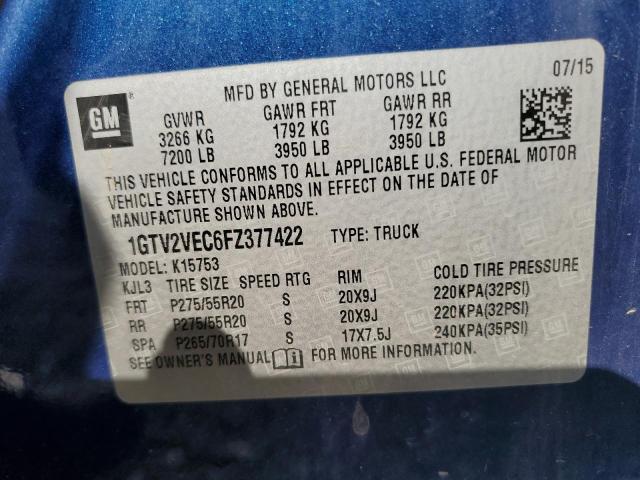 MFD BY GENERAL MOTORS LLC 07/15
GM ®
GVWR GAWR FRT GAWR RR
3266 KG 1792 KG 1792 KG
7200 LB 3950 LB 3950 LB
THIS VEHICLE CONFORMS TO ALL APPLICABLE U.S. FEDERAL MOTOR
VEHICLE SAFETY STANDARDS IN EFFECT ON THE DATE OF
MANUFACTURE SHOWN ABOVE.
1GTV2VEC6FZ377422 TYPE: TRUCK
MODEL: K15753
KJL3 TIRE SIZE SPEED RTG RIM COLD TIRE PRESSURE
FRT P275/55R20 S 20X9J 220KPA(32PSI)
RR P275/55R20 S 20X9J 220KPA(32PSI)
SPA P265/70R17 S 17X7.5J 240KPA(35PSI)
SEE OWNER'S MANUAL FOR MORE INFORMATION.